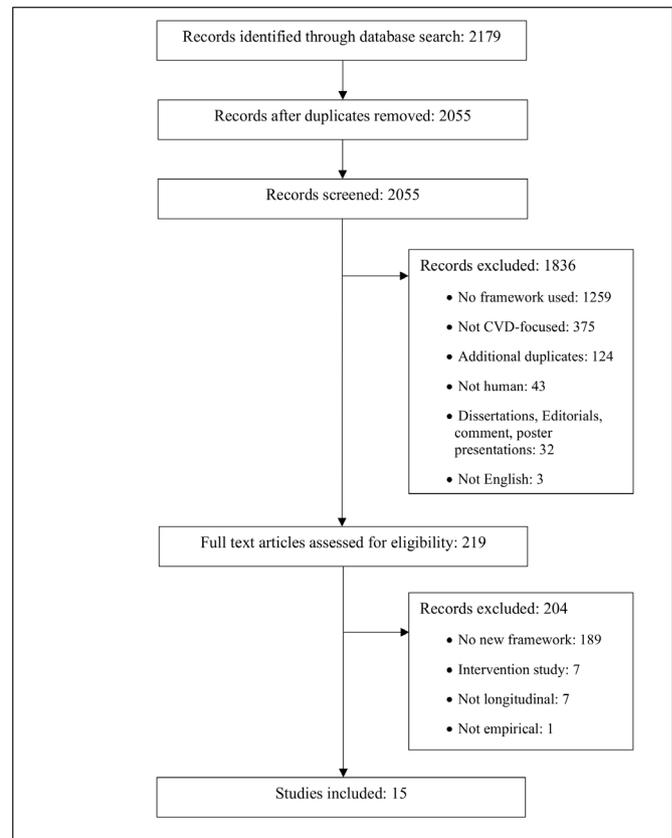 Records identified through database search: 2179
Records after duplicates removed: 2055
Records screened: 2055
Records excluded: 1836
• No framework used: 1259
• Not CVD-focused: 375
• Additional duplicates: 124
• Not human: 43
• Dissertations, Editorials,
comment, poster
presentations: 32
• Not English: 3
Full text articles assessed for eligibility: 219
Records excluded: 204
• No new framework: 189
• Intervention study: 7
• Not longitudinal: 7
• Not empirical: 1
Studies included: 15